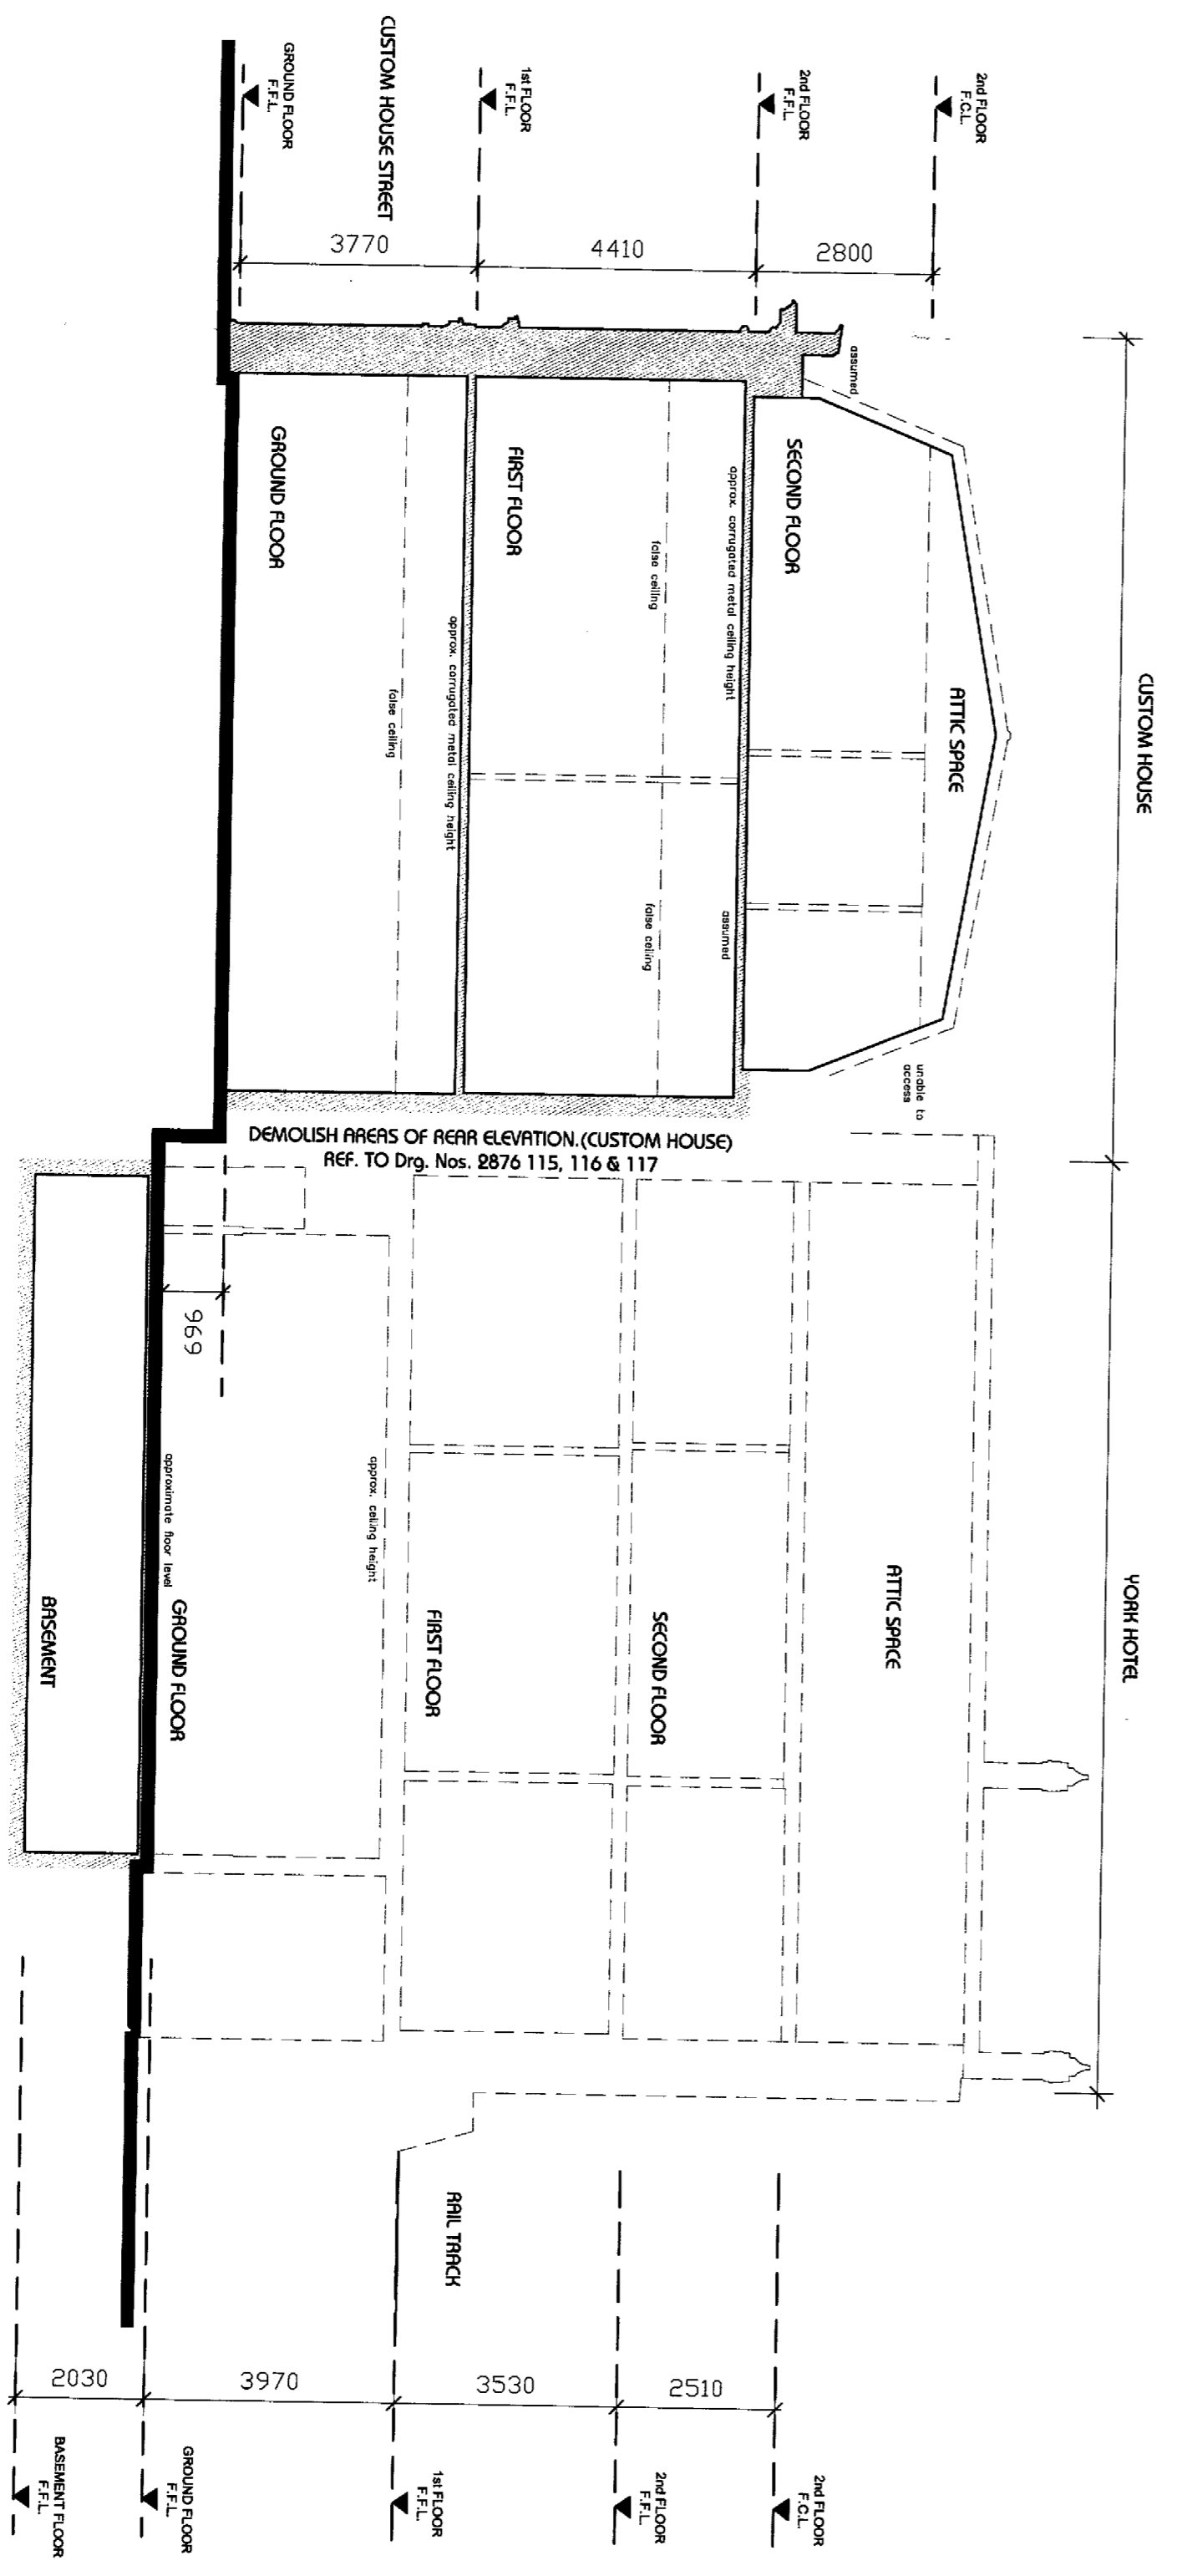 CUSTOM HOUSE
YORK HOTEL
2nd FLOOR
F.C.L.
2800
2nd FLOOR
F.F.L.
4410
1st FLOOR
F.F.L.
3770
GROUND FLOOR
F.F.L.
CUSTOM HOUSE STREET
assumed
ATTIC SPACE
unable to
access
SECOND FLOOR
approx. corrugated metal ceiling height
assumed
false ceiling
false ceiling
FIRST FLOOR
approx. corrugated metal ceiling height
false ceiling
GROUND FLOOR
DEMOLISH AREAS OF REAR ELEVATION.(CUSTOM HOUSE)
REF. TO Drg. Nos. 2876 115, 116 & 117
969
ATTIC SPACE
SECOND FLOOR
FIRST FLOOR
approx. ceiling height
GROUND FLOOR
approximate floor level
BASEMENT
RAIL TRACK
2nd FLOOR
F.C.L.
2510
2nd FLOOR
F.F.L.
3530
1st FLOOR
F.F.L.
3970
GROUND FLOOR
F.F.L.
2030
BASEMENT FLOOR
F.F.L.